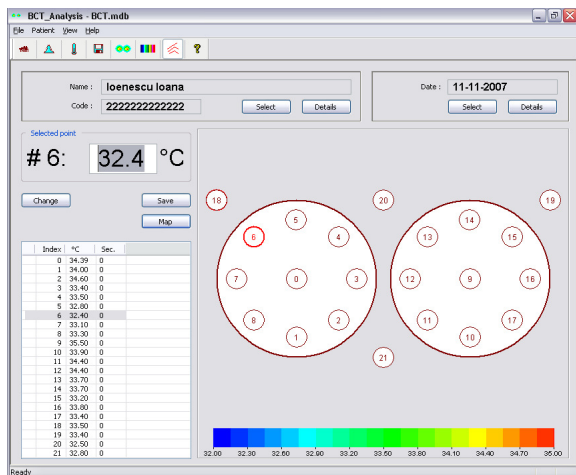 BCT_Analysis - BCT.mdb
File Patient View Help
Name : Ioenescu Ioana
Code : 2222222222222
Select Details
Date : 11-11-2007
Select Details
Selected point
# 6: 32.4 °C
Change Save
Map
Index °C Sec.
0 34.39 0
1 34.00 0
2 34.60 0
3 33.40 0
4 33.50 0
5 32.80 0
6 32.40 0
7 33.10 0
8 33.30 0
9 35.50 0
10 33.90 0
11 34.40 0
12 34.40 0
13 33.70 0
14 33.70 0
15 33.20 0
16 33.80 0
17 33.40 0
18 33.50 0
19 33.40 0
20 32.50 0
21 32.80 0
18 20 19
5 14
6 4 13 15
7 0 3 12 9 16
8 2 11 17
1 10
21
32.00 32.30 32.60 32.90 33.20 33.50 33.80 34.10 34.40 34.70 35.00
Ready